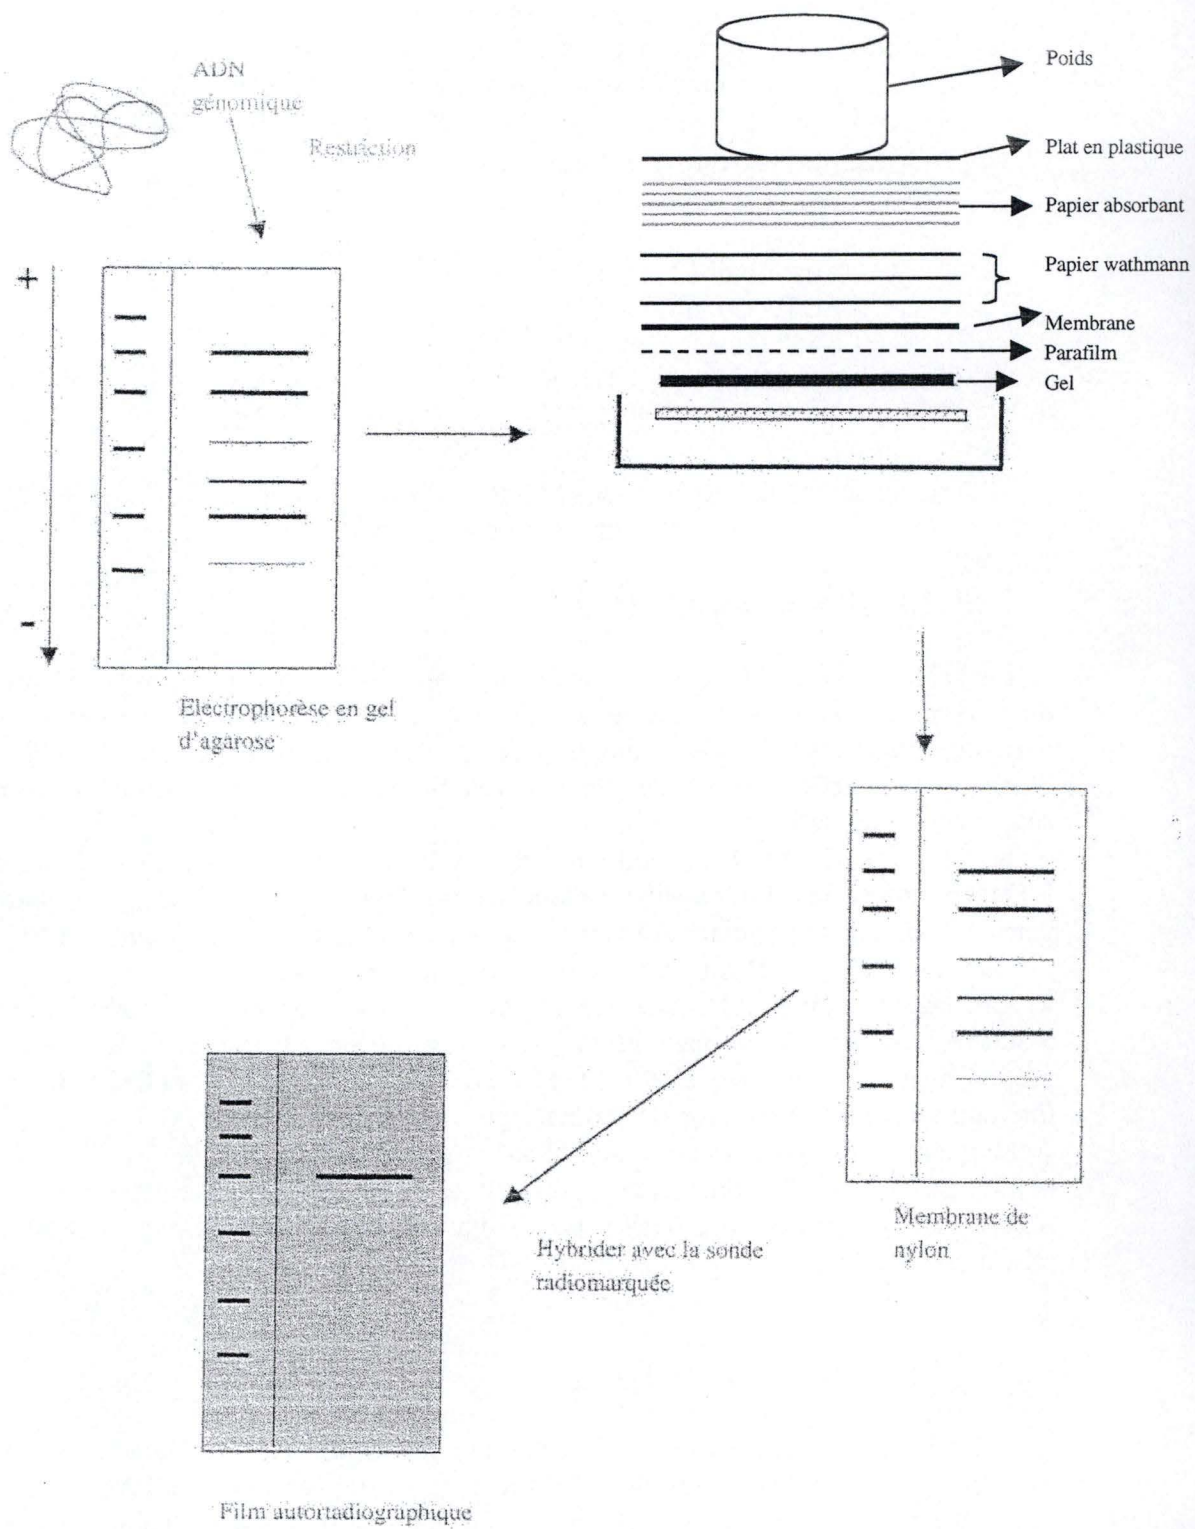 ADN
génomique
Restriction
+
-
Electrophorèse en gel
d'agarose
Poids
Plat en plastique
Papier absorbant
Papier wathmann
Membrane
Parafilm
Gel
Membrane de
nylon
Hybrider avec la sonde
radiomarquée
Film autortadiographique